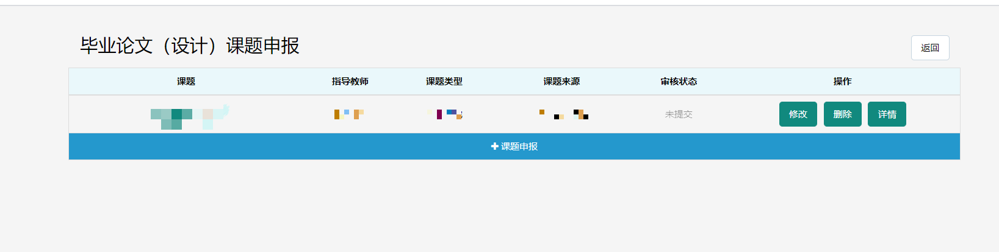 毕业论文（设计）课题申报
返回
课题 指导教师 课题类型 课题来源 审核状态 操作
未提交 修改 删除 详情
课题申报